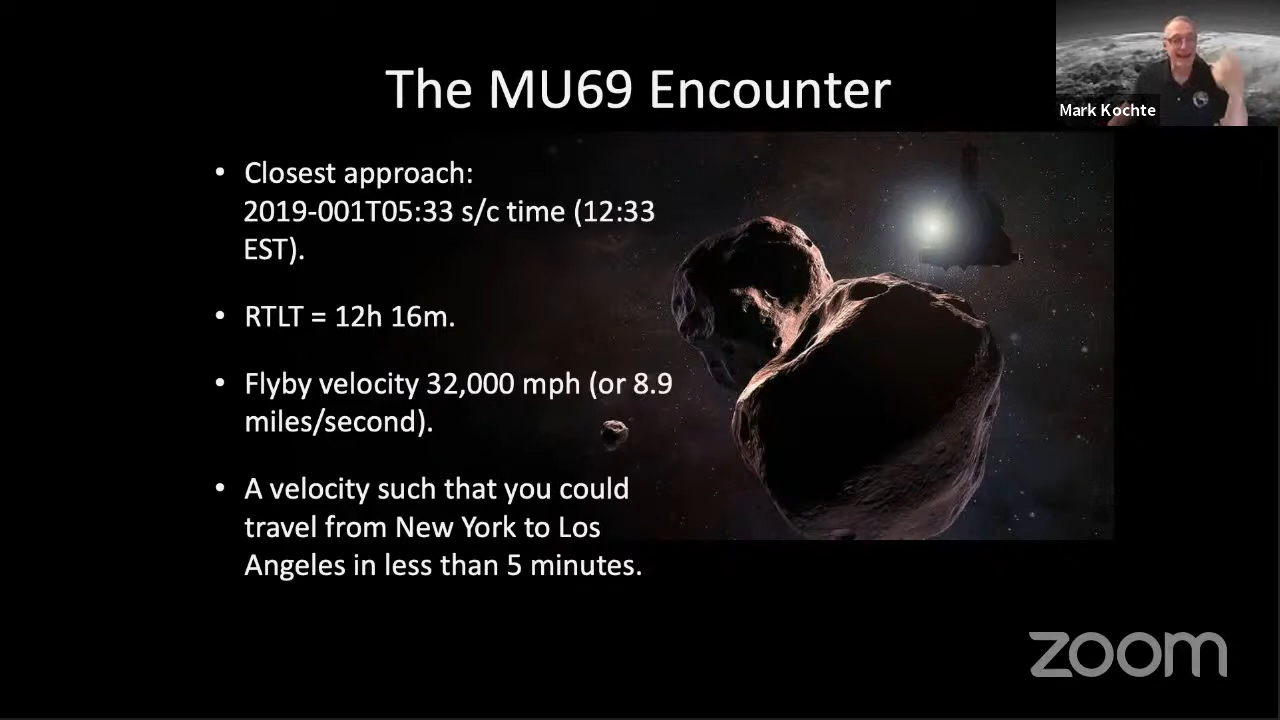 The MU69 Encounter
Mark Kochte
• Closest approach:
2019-001T05:33 s/c time (12:33
EST).
• RTLT = 12h 16m.
• Flyby velocity 32,000 mph (or 8.9
miles/second).
• A velocity such that you could
travel from New York to Los
Angeles in less than 5 minutes.
zoom